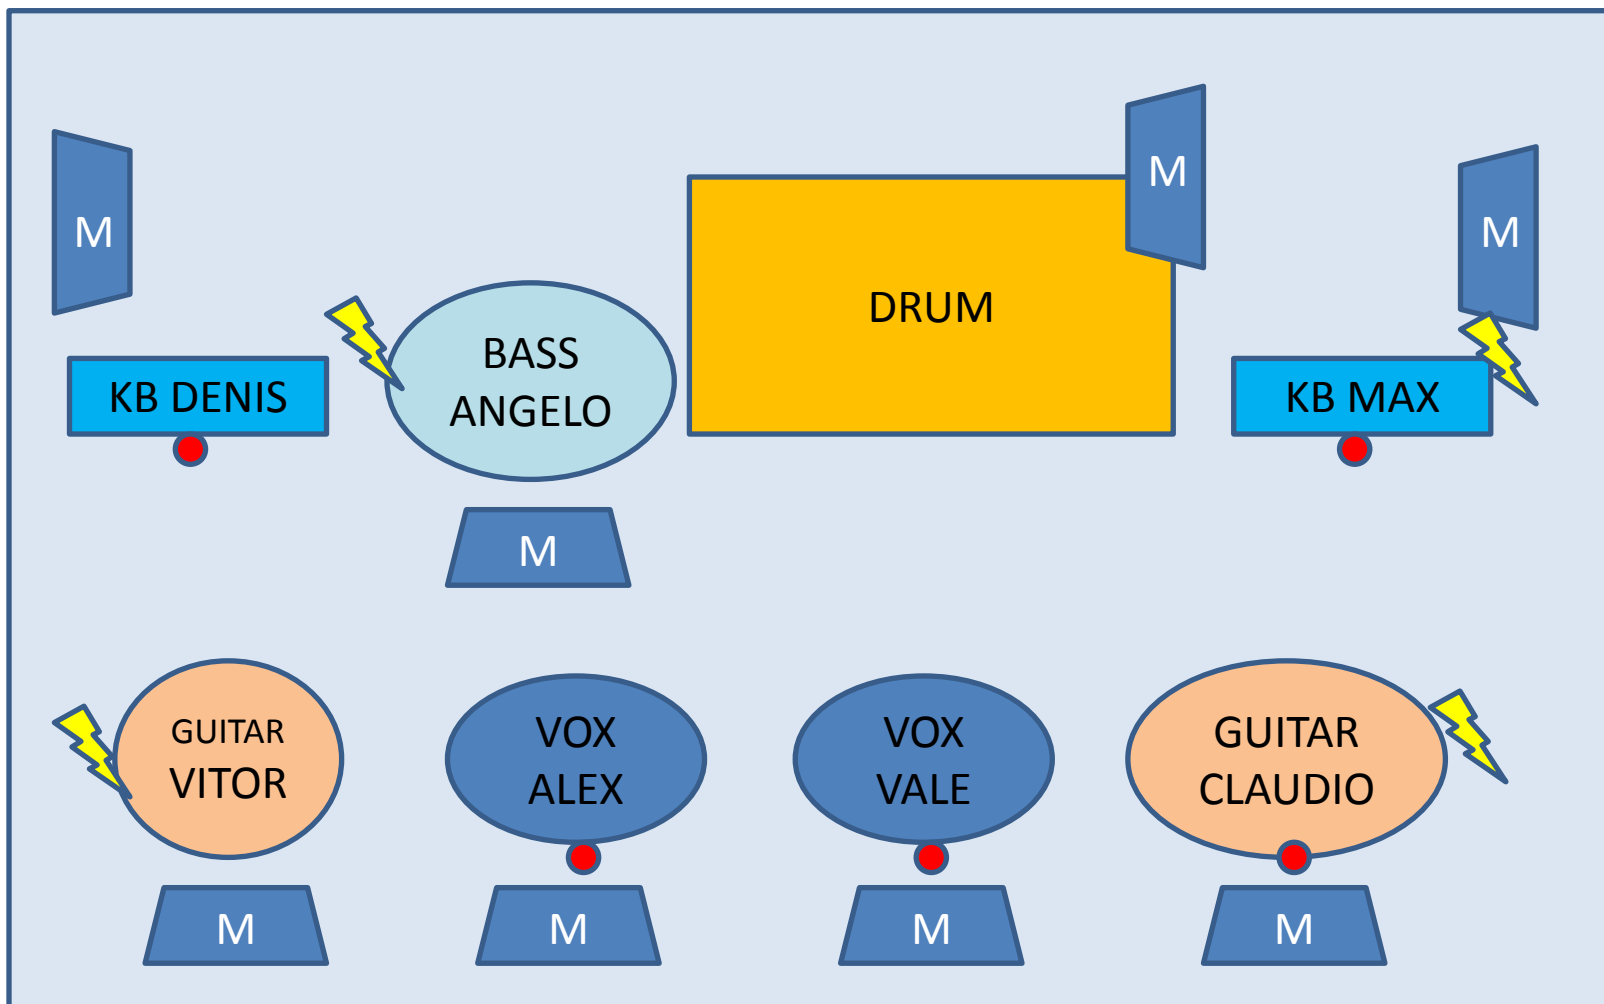 M
M
M
DRUM
BASS
ANGELO
KB DENIS
KB MAX
M
GUITAR
VITOR
VOX
ALEX
VOX
VALE
GUITAR
CLAUDIO
M
M
M
M